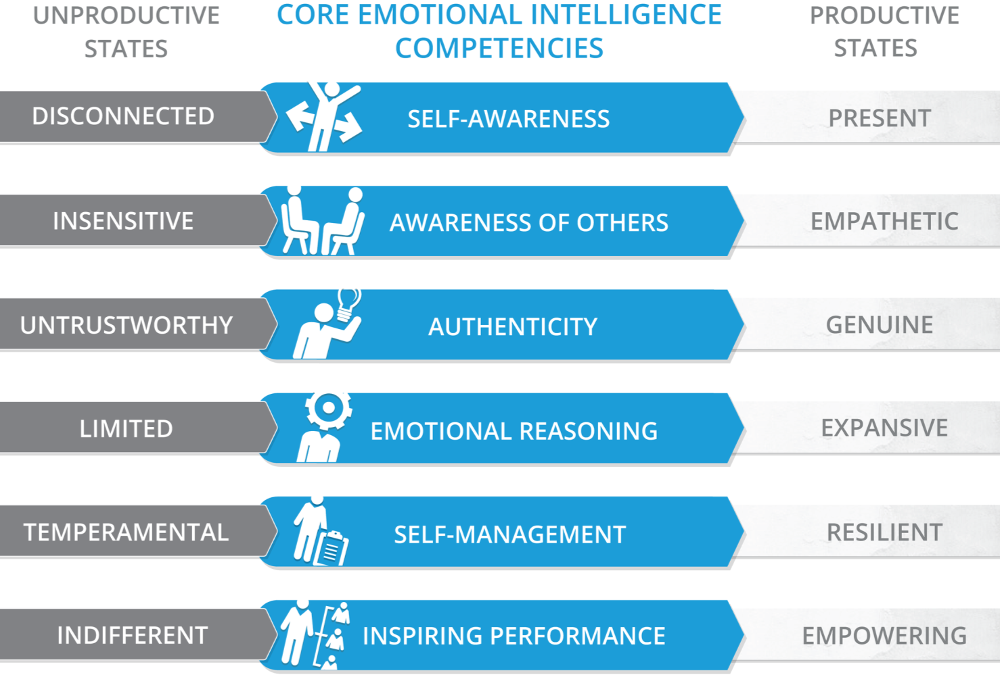 UNPRODUCTIVE
STATES
CORE EMOTIONAL INTELLIGENCE
COMPETENCIES
PRODUCTIVE
STATES
DISCONNECTED
SELF-AWARENESS
PRESENT
INSENSITIVE
AWARENESS OF OTHERS
EMPATHETIC
UNTRUSTWORTHY
AUTHENTICITY
GENUINE
LIMITED
EMOTIONAL REASONING
EXPANSIVE
TEMPERAMENTAL
SELF-MANAGEMENT
RESILIENT
INDIFFERENT
INSPIRING PERFORMANCE
EMPOWERING